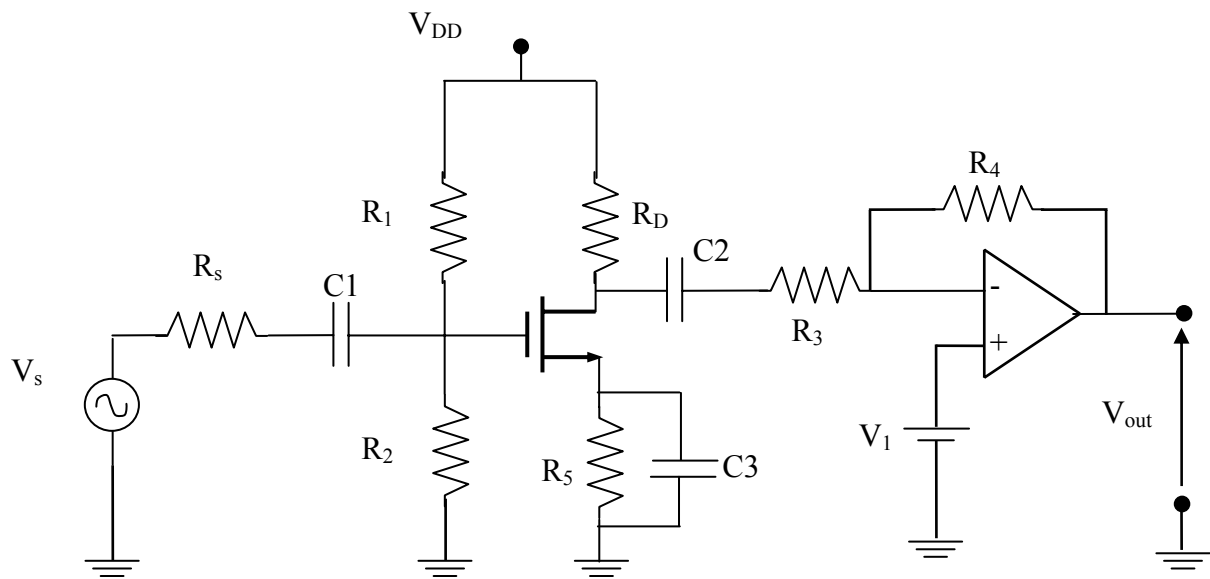 V_DD
R_4
R_1
R_D
C2
R_s
C1
-
R_3
+
V_s
V_1
V_out
R_2
R_5
C3